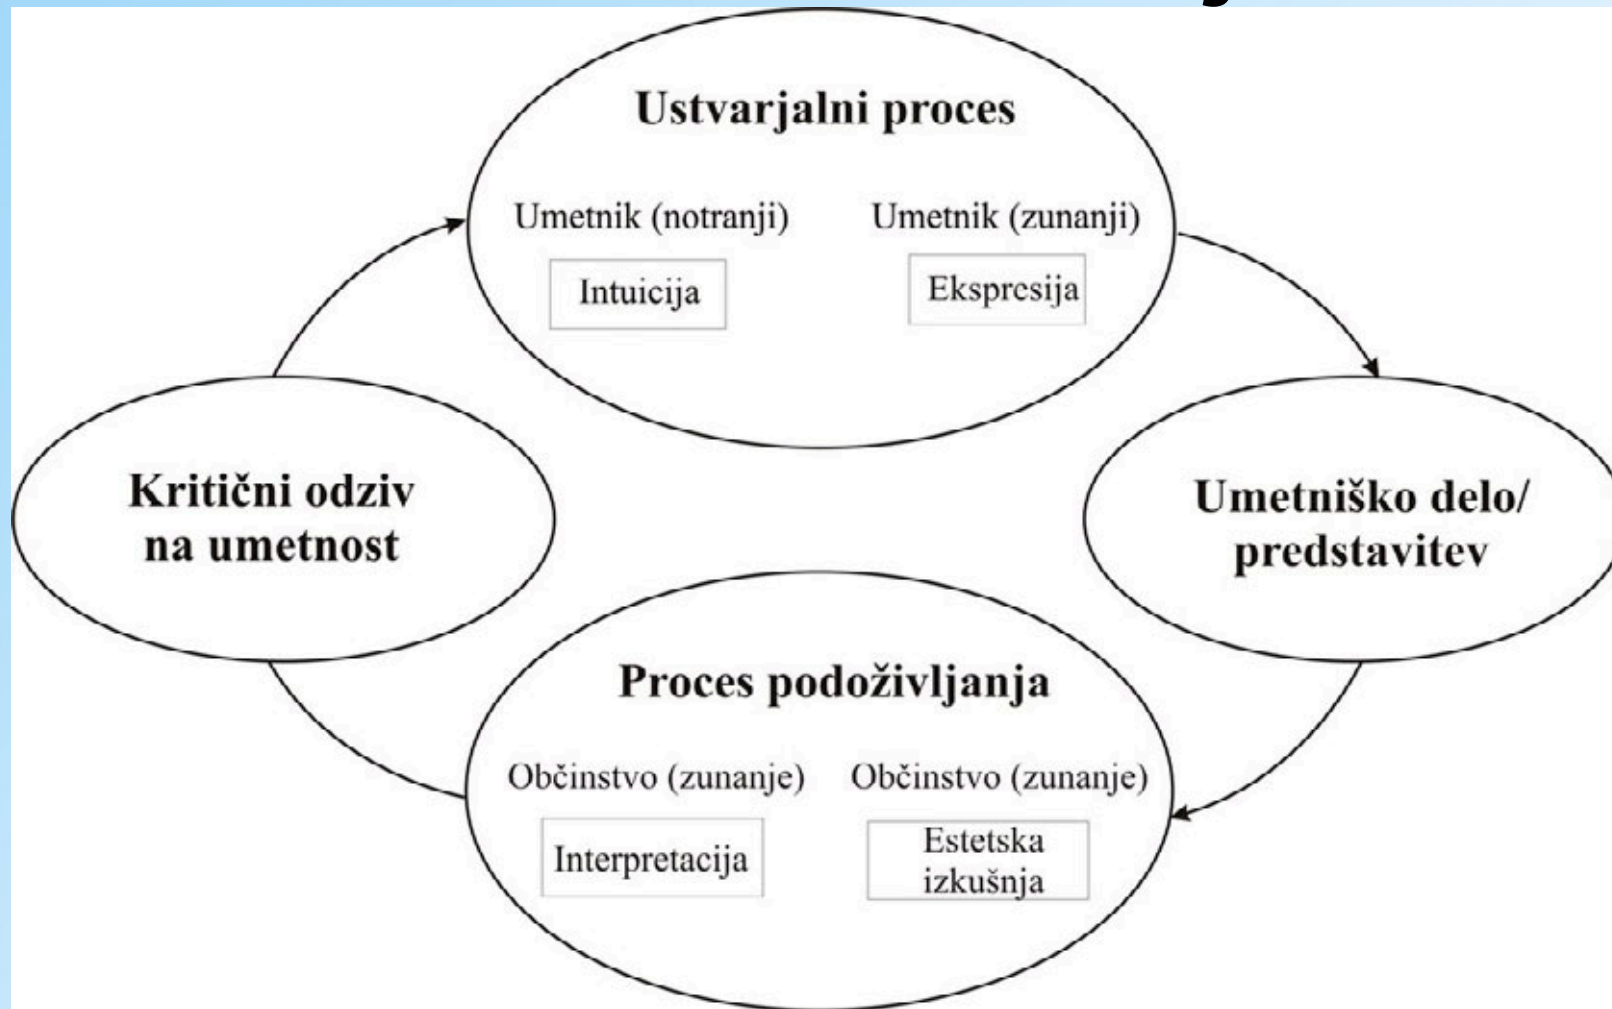 Ustvarjalni proces
Umetnik (notranji) Umetnik (zunanji)
Intuicija Ekspresija
Kritični odziv
na umetnost
Umetniško delo/
predstavitev
Proces podoživljanja
Občinstvo (zunanje) Občinstvo (zunanje)
Interpretacija
Estetska
izkušnja